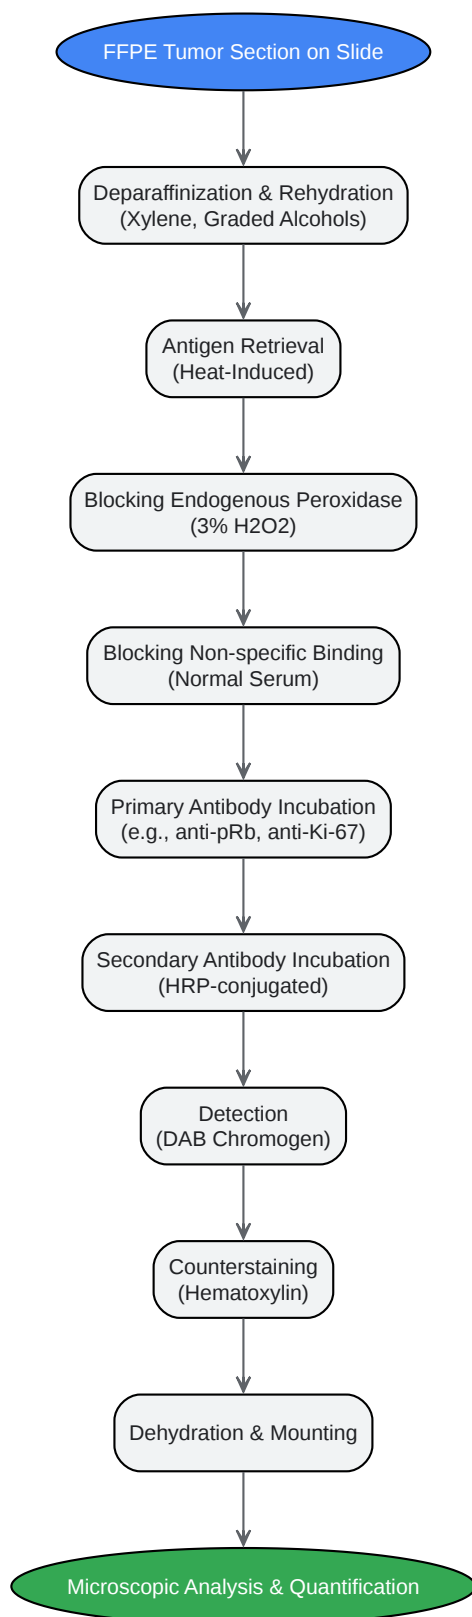 FFPE Tumor Section on Slide
Deparaffinization & Rehydration
(Xylene, Graded Alcohols)
Antigen Retrieval
(Heat-Induced)
Blocking Endogenous Peroxidase
(3% H2O2)
Blocking Non-specific Binding
(Normal Serum)
Primary Antibody Incubation
(e.g., anti-pRb, anti-Ki-67)
Secondary Antibody Incubation
(HRP-conjugated)
Detection
(DAB Chromogen)
Counterstaining
(Hematoxylin)
Dehydration & Mounting
Microscopic Analysis & Quantification